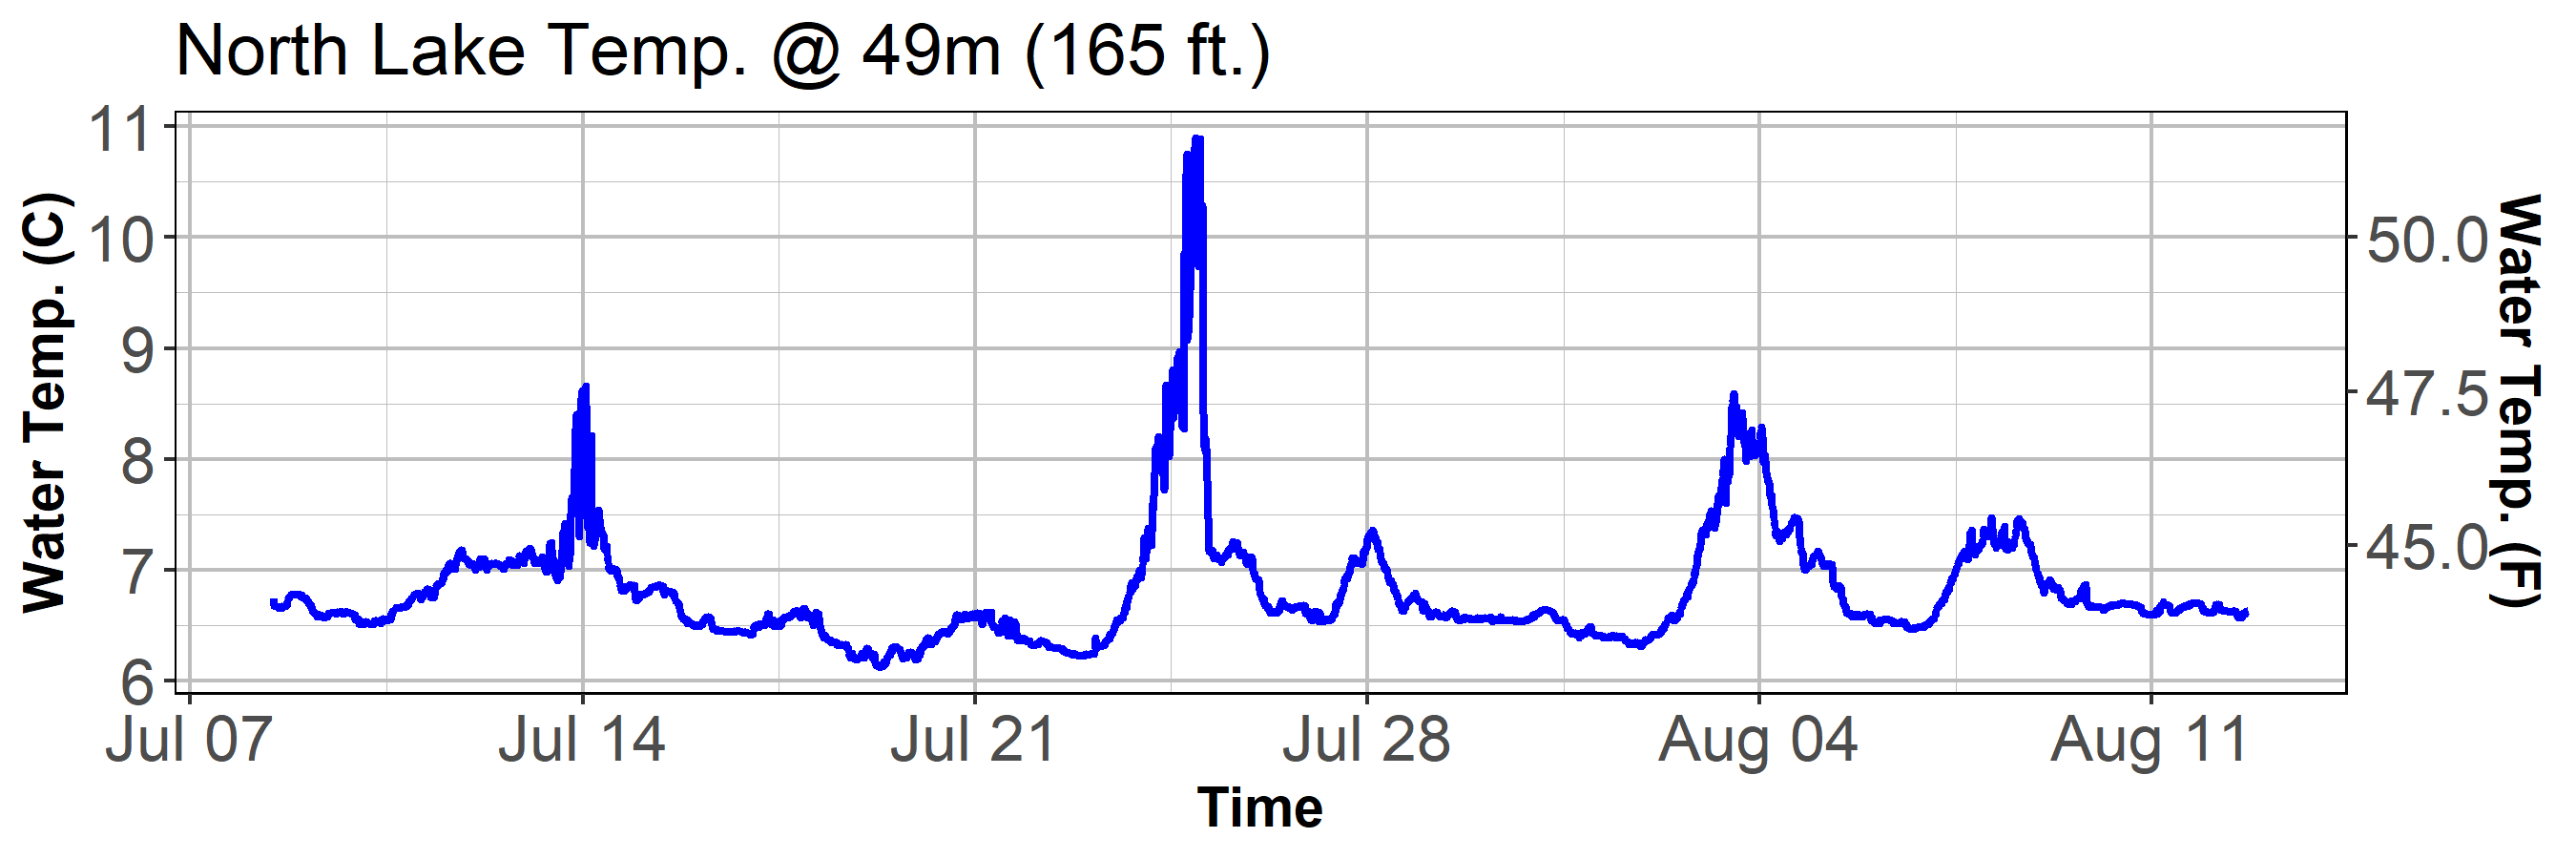 North Lake Temp. @ 49m (165 ft.)
Water Temp. (C)
11
10
9
8
7
6
50.0
47.5
45.0
Water Temp. (F)
Jul 07 Jul 14 Jul 21 Jul 28 Aug 04 Aug 11
Time